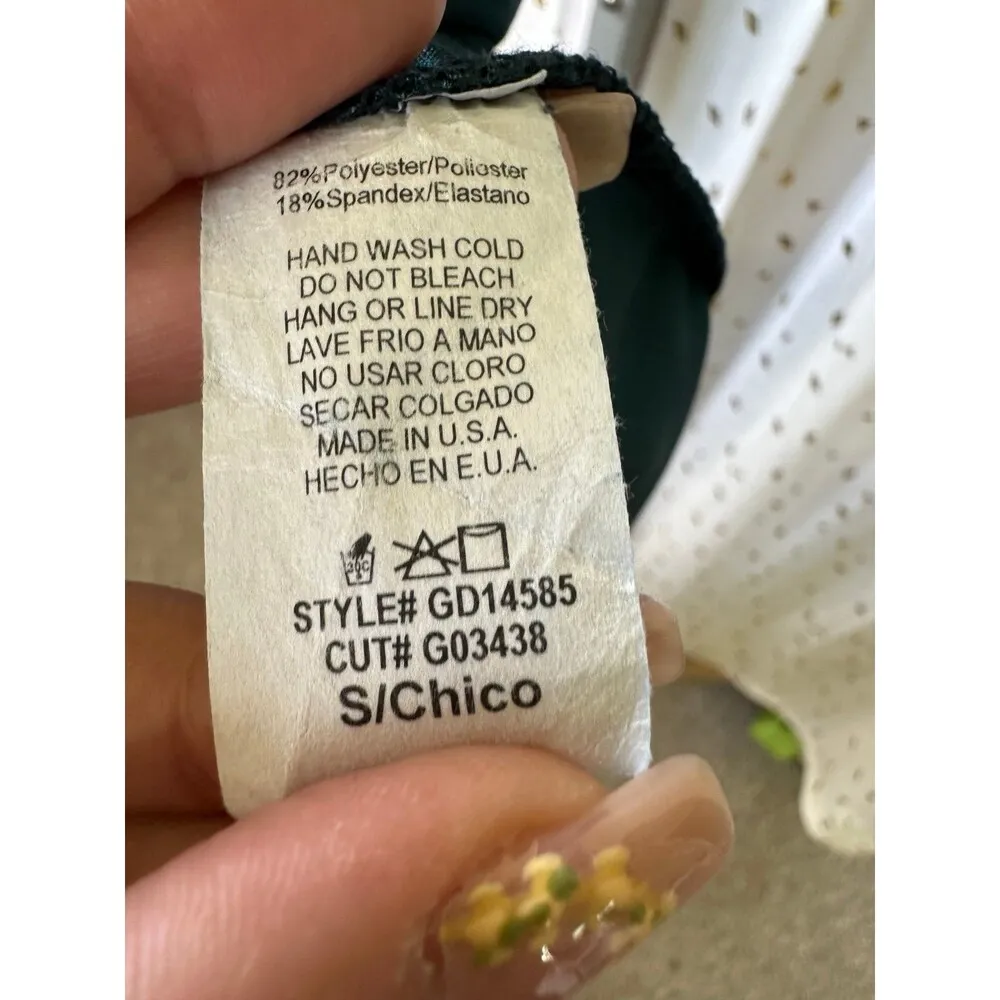 82%Polyester/Poliester
18%Spandex/Elastano
HAND WASH COLD
DO NOT BLEACH
HANG OR LINE DRY
LAVE FRIO A MANO
NO USAR CLORO
SECAR COLGADO
MADE IN U.S.A.
HECHO EN E.U.A.
STYLE# GD14585
CUT# G03438
S/Chico